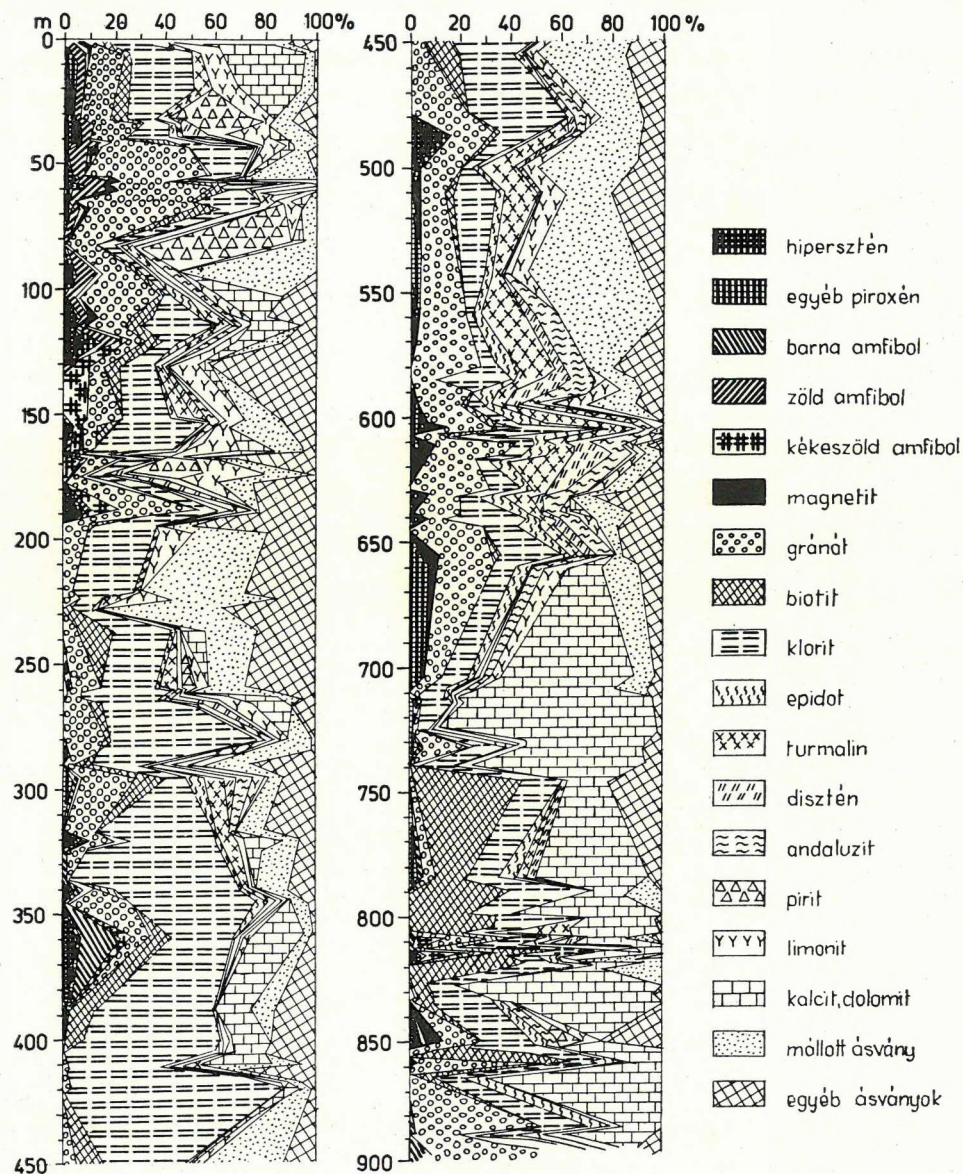 m 0 20 40 60 80 100%
0
50
100
150
200
250
300
350
400
450
0 20 40 60 80 100%
450
500
550
600
650
700
750
800
850
900
hipersztén
egyéb piroxén
barna amfibol
zöld amfibol
kékeszöld amfibol
magnetit
gránát
biotit
klorit
epidot
turmalin
disztén
andaluzit
pirit
limonit
kalcit, dolomit
mállott ásvány
egyéb ásványok